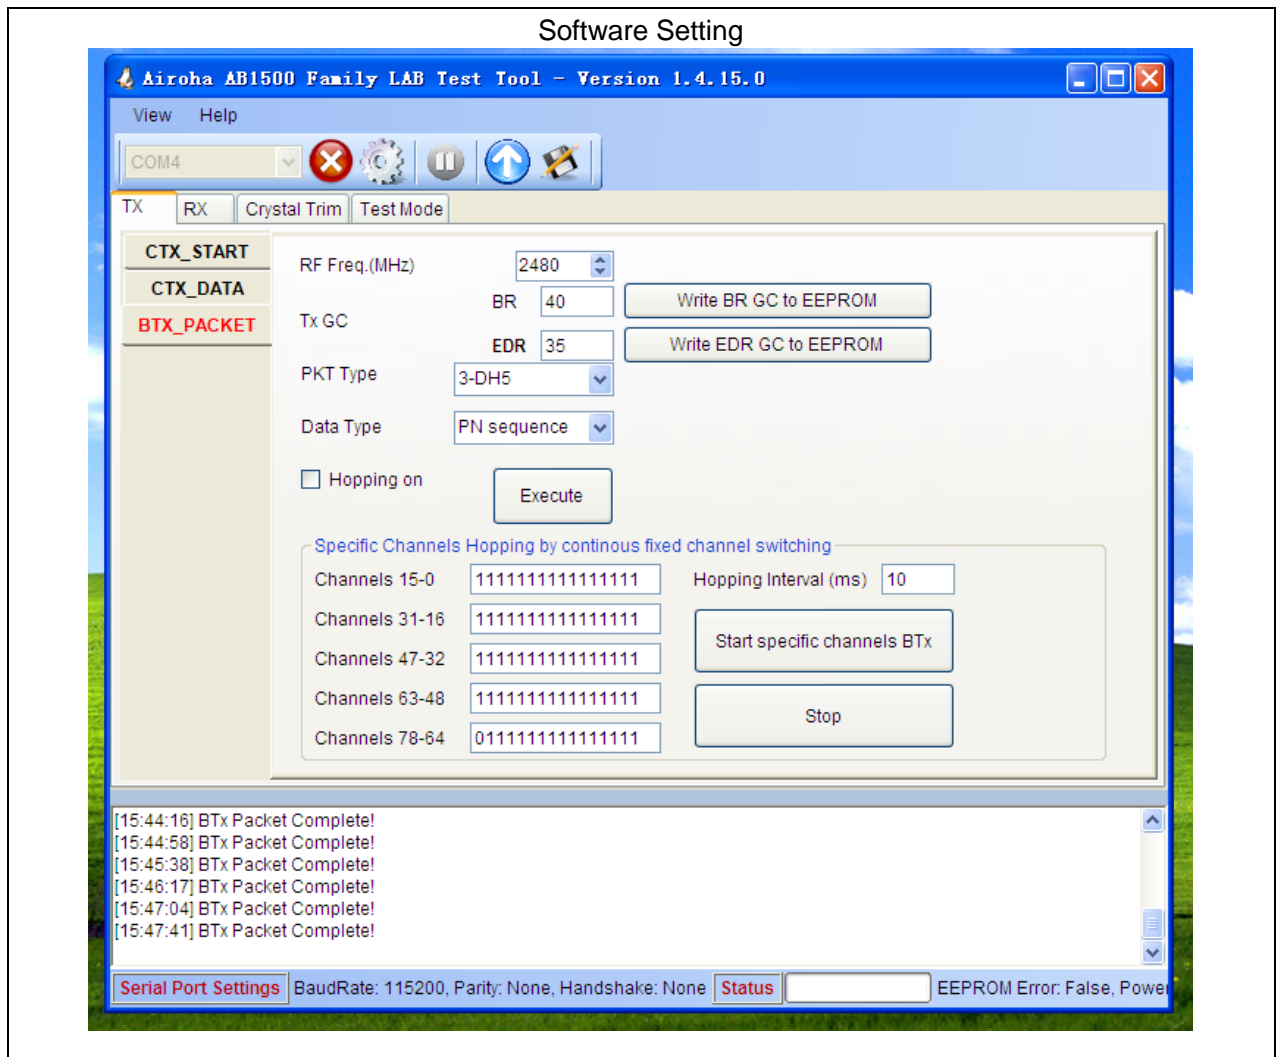 Software Setting
Airoha AB1500 Family LAB Test Tool - Version 1.4.15.0
View Help
COM4
TX RX Crystal Trim Test Mode
CTX_START
CTX_DATA
BTX_PACKET
RF Freq.(MHz) 2480
BR 40 Write BR GC to EEPROM
Tx GC
EDR 35 Write EDR GC to EEPROM
PKT Type 3-DH5
Data Type PN sequence
Hopping on Execute
Specific Channels Hopping by continous fixed channel switching
Channels 15-0 1111111111111111 Hopping Interval (ms) 10
Channels 31-16 1111111111111111
Start specific channels BTx
Channels 47-32 1111111111111111
Channels 63-48 1111111111111111
Stop
Channels 78-64 0111111111111111
[15:44:16] BTx Packet Complete!
[15:44:58] BTx Packet Complete!
[15:45:38] BTx Packet Complete!
[15:46:17] BTx Packet Complete!
[15:47:04] BTx Packet Complete!
[15:47:41] BTx Packet Complete!
Serial Port Settings BaudRate: 115200, Parity: None, Handshake: None Status EEPROM Error: False, Power